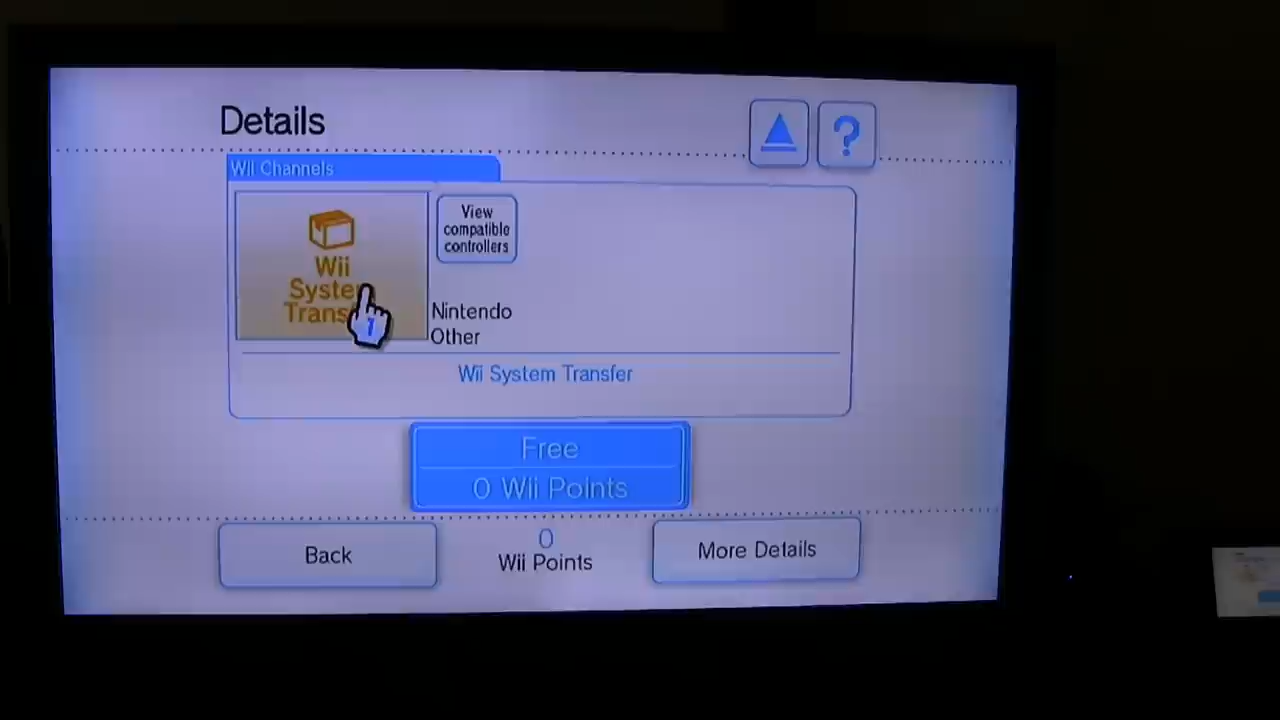 Details
?
Wii Channels
Wii
System
Trans
View
compatible
controllers
Nintendo
Other
Wii System Transfer
Free
0 Wii Points
Back
0
Wii Points
More Details
1